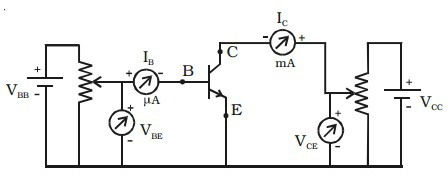 I_C
- +
C
mA
I_B
+ -
B
µA
+
V_BB
-
+
V_BE
-
E
+
V_CE
-
+
V_CC
-